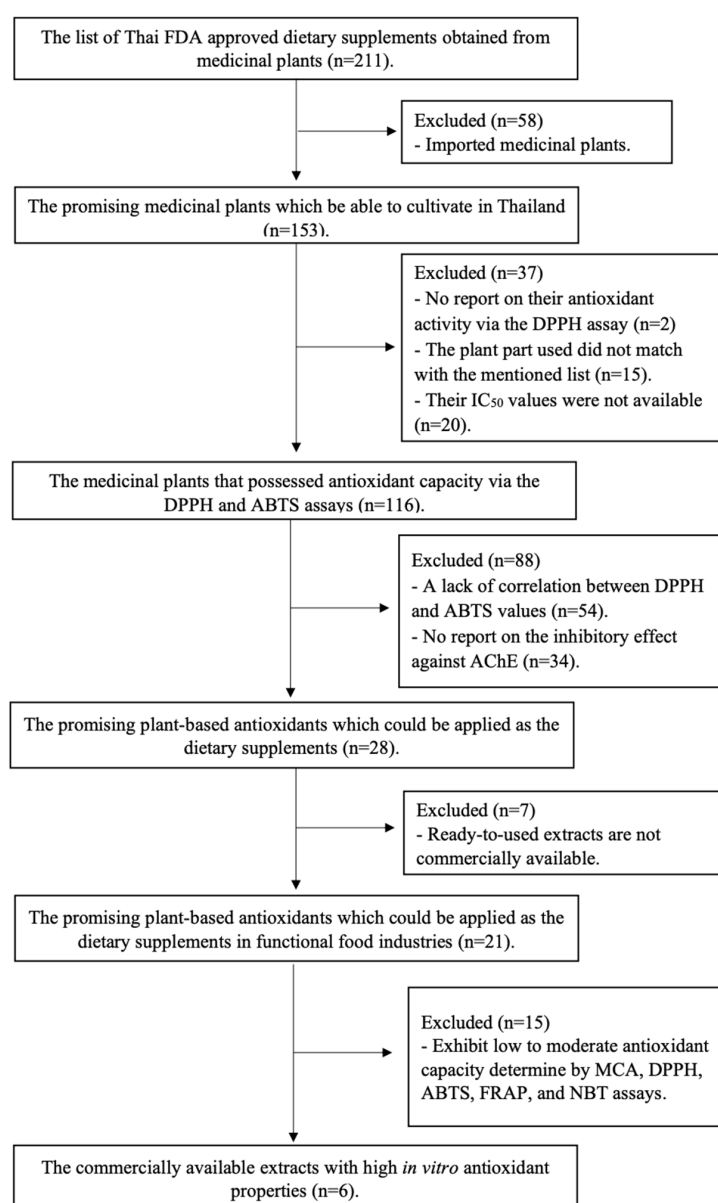 The list of Thai FDA approved dietary supplements obtained from
medicinal plants (n=211).
Excluded (n=58)
- Imported medicinal plants.
The promising medicinal plants which be able to cultivate in Thailand
(n=153).
Excluded (n=37)
- No report on their antioxidant
activity via the DPPH assay (n=2)
- The plant part used did not match
with the mentioned list (n=15).
- Their IC₅₀ values were not available
(n=20).
The medicinal plants that possessed antioxidant capacity via the
DPPH and ABTS assays (n=116).
Excluded (n=88)
- A lack of correlation between DPPH
and ABTS values (n=54).
- No report on the inhibitory effect
against AChE (n=34).
The promising plant-based antioxidants which could be applied as the
dietary supplements (n=28).
Excluded (n=7)
- Ready-to-used extracts are not
commercially available.
The promising plant-based antioxidants which could be applied as the
dietary supplements in functional food industries (n=21).
Excluded (n=15)
- Exhibit low to moderate antioxidant
capacity determine by MCA, DPPH,
ABTS, FRAP, and NBT assays.
The commercially available extracts with high in vitro antioxidant
properties (n=6).